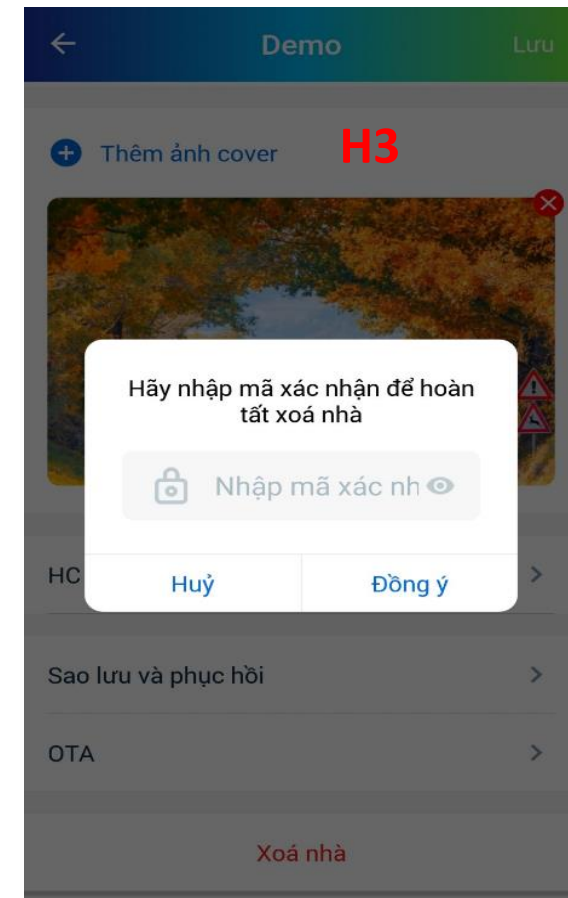 Demo
Lưu
Thêm ảnh cover
H3
Hãy nhập mã xác nhận để hoàn
tất xoá nhà
Nhập mã xác nh
Huỷ
Đồng ý
HC
Sao lưu và phục hồi
OTA
Xoá nhà